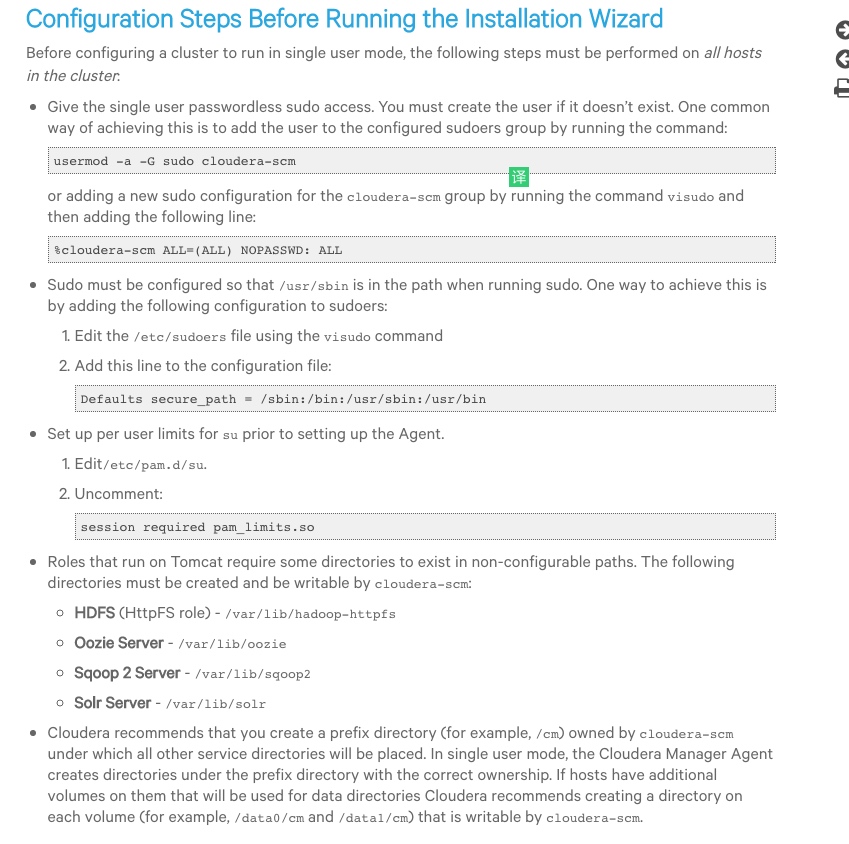 Configuration Steps Before Running the Installation Wizard
Before configuring a cluster to run in single user mode, the following steps must be performed on all hosts
in the cluster:
Give the single user passwordless sudo access. You must create the user if it doesn't exist. One common
way of achieving this is to add the user to the configured sudoers group by running the command:
usermod -a -G sudo cloudera-scm
译
or adding a new sudo configuration for the cloudera-scm group by running the command visudo and
then adding the following line:
%cloudera-scm ALL=(ALL) NOPASSWD: ALL
Sudo must be configured so that /usr/sbin is in the path when running sudo. One way to achieve this is
by adding the following configuration to sudoers:
1. Edit the /etc/sudoers file using the visudo command
2. Add this line to the configuration file:
Defaults secure_path = /sbin:/bin:/usr/sbin:/usr/bin
Set up per user limits for su prior to setting up the Agent.
1. Edit/etc/pam.d/su.
2. Uncomment:
session required pam_limits.so
Roles that run on Tomcat require some directories to exist in non-configurable paths. The following
directories must be created and be writable by cloudera-scm:
HDFS (HttpFS role) - /var/lib/hadoop-httpfs
Oozie Server - /var/lib/oozie
Sqoop 2 Server - /var/lib/sqoop2
Solr Server - /var/lib/solr
Cloudera recommends that you create a prefix directory (for example, /cm) owned by cloudera-scm
under which all other service directories will be placed. In single user mode, the Cloudera Manager Agent
creates directories under the prefix directory with the correct ownership. If hosts have additional
volumes on them that will be used for data directories Cloudera recommends creating a directory on
each volume (for example, /data0/cm and /data1/cm) that is writable by cloudera-scm.